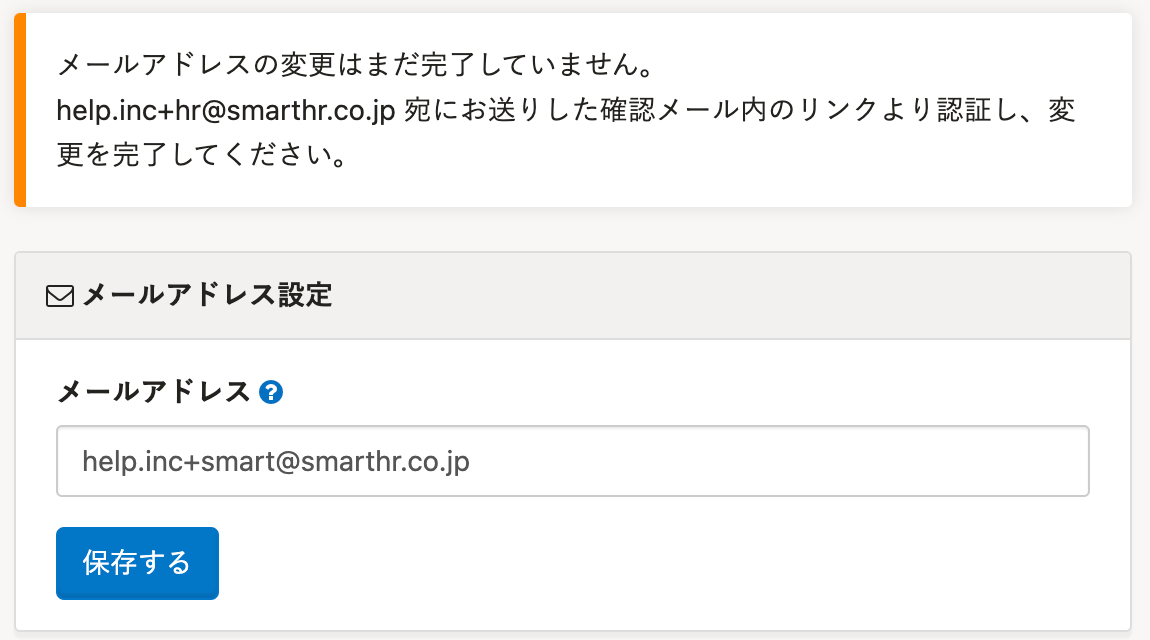 メールアドレスの変更はまだ完了していません。
help.inc+hr@smarthr.co.jp 宛にお送りした確認メール内のリンクより認証し、変
更を完了してください。
メールアドレス設定
メールアドレス ?
help.inc+smart@smarthr.co.jp
保存する